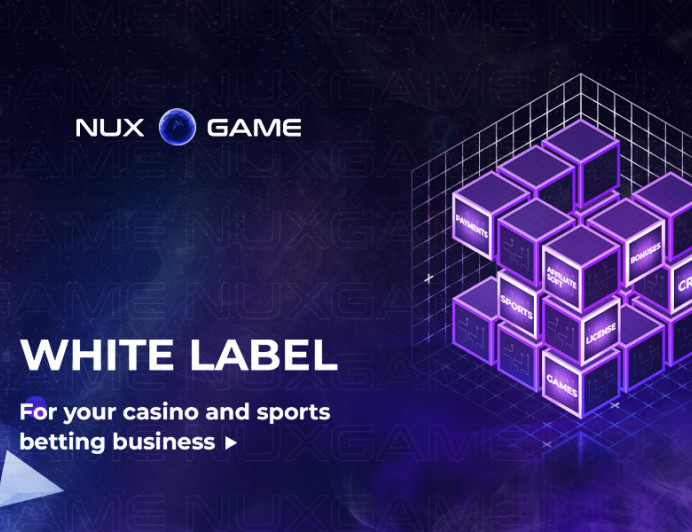 NUX GAME
WHITE LABEL
For your casino and sports
betting business
PAYMENTS
AFFILIATE
SOFT
BONUSES
SPORTS
LICENSE
GAMES